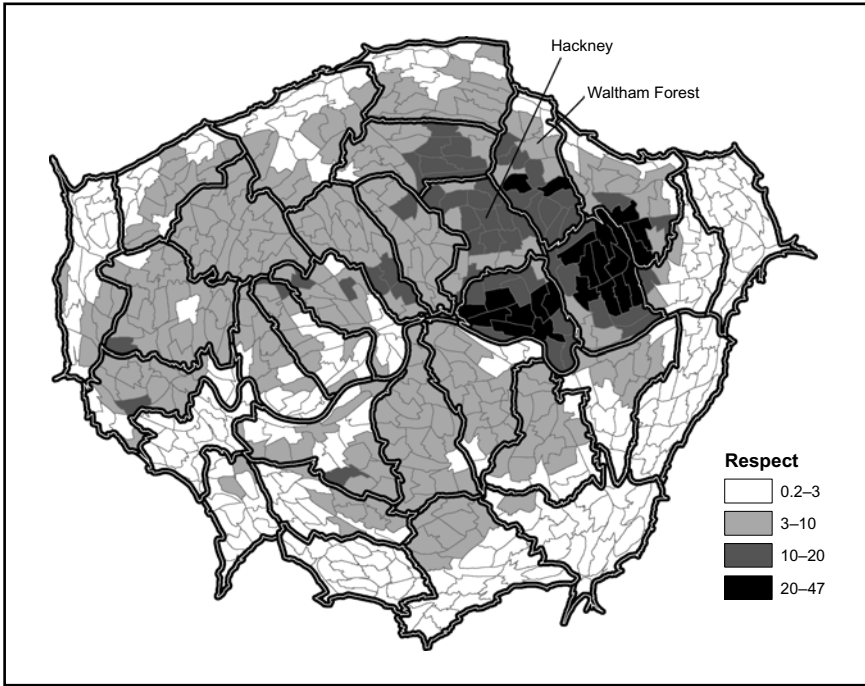 Hackney
Waltham Forest
Respect
0.2–3
3–10
10–20
20–47